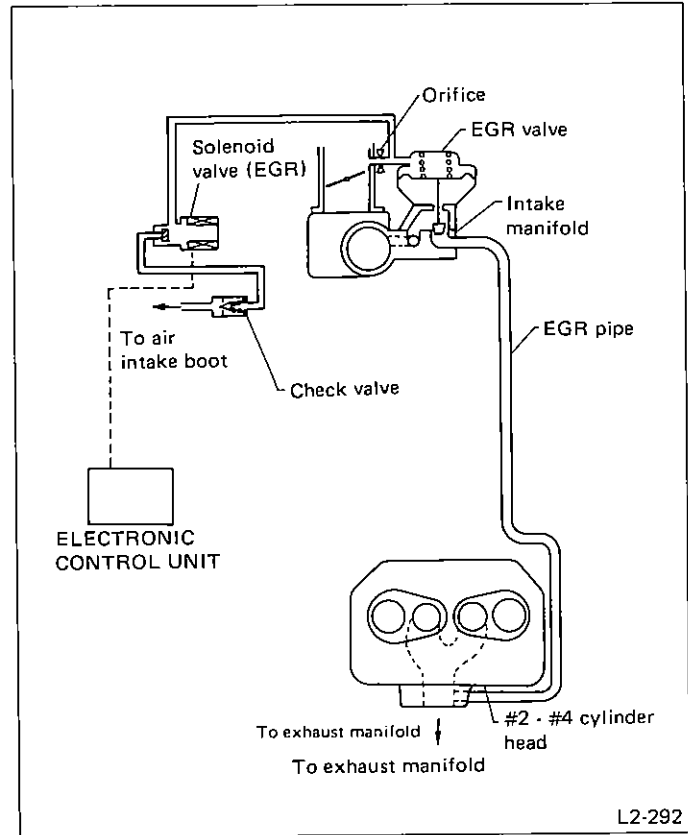 Orifice
EGR valve
Solenoid
valve (EGR)
Intake
manifold
EGR pipe
To air
intake boot
Check valve
ELECTRONIC
CONTROL UNIT
#2 - #4 cylinder
head
To exhaust manifold
To exhaust manifold
L2-292